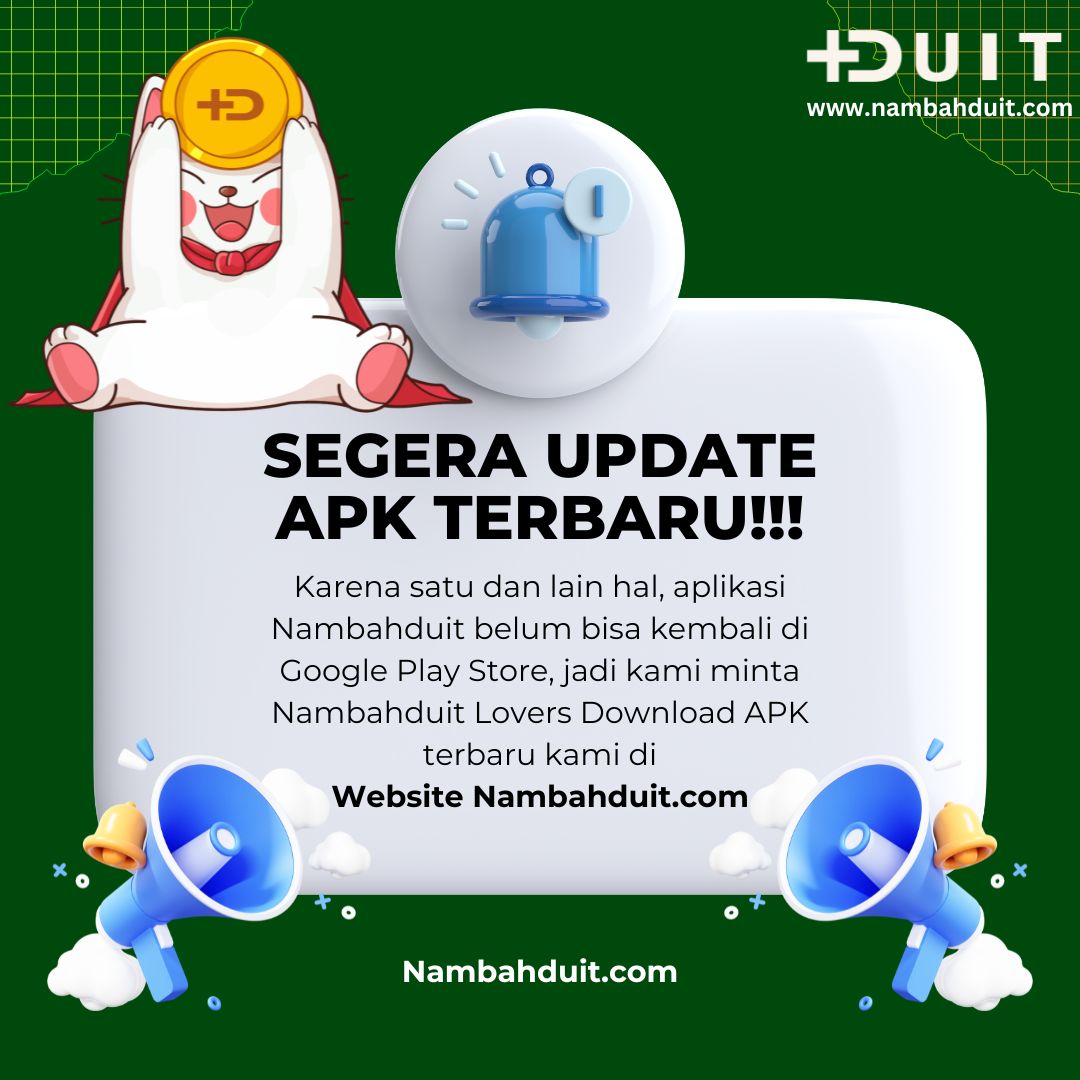 +DUIT
www.nambahduit.com
+D
SEGERA UPDATE
APK TERBARU!!!
Karena satu dan lain hal, aplikasi
Nambahduit belum bisa kembali di
Google Play Store, jadi kami minta
Nambahduit Lovers Download APK
terbaru kami di
Website Nambahduit.com
Nambahduit.com